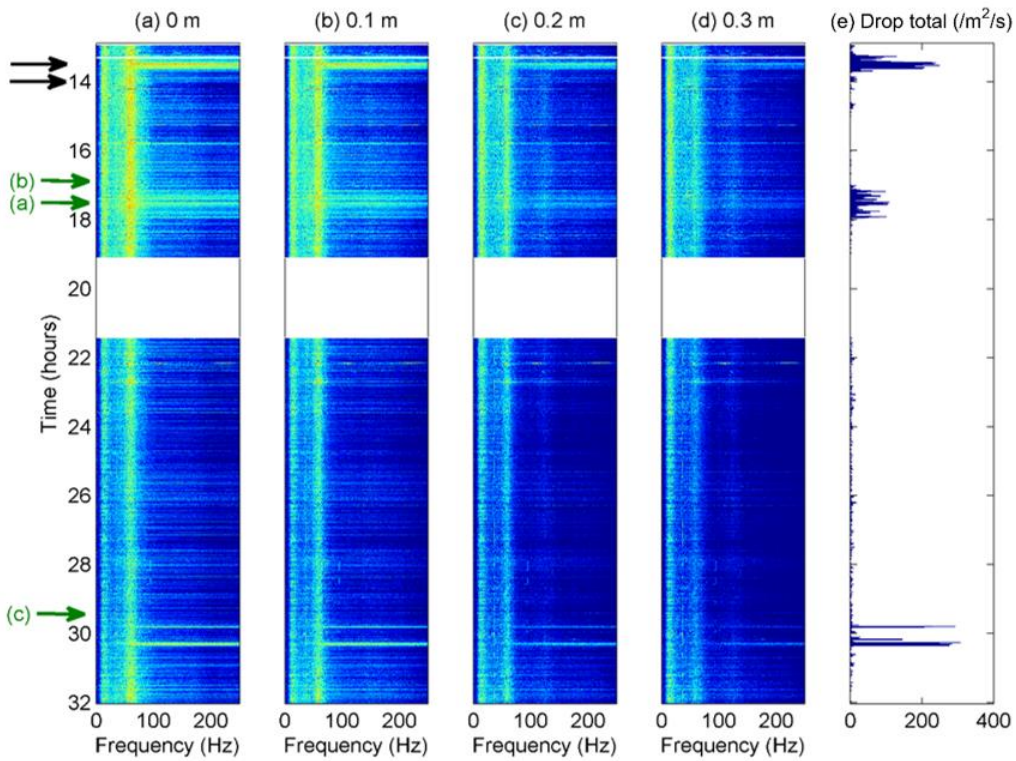 (a) 0 m (b) 0.1 m (c) 0.2 m (d) 0.3 m (e) Drop total (/m²/s)
14
16
(b)
(a)
18
20
22
24
26
28
(c)
30
32
Time (hours)
0 100 200 0 100 200 0 100 200 0 100 200 0 200 400
Frequency (Hz) Frequency (Hz) Frequency (Hz) Frequency (Hz)